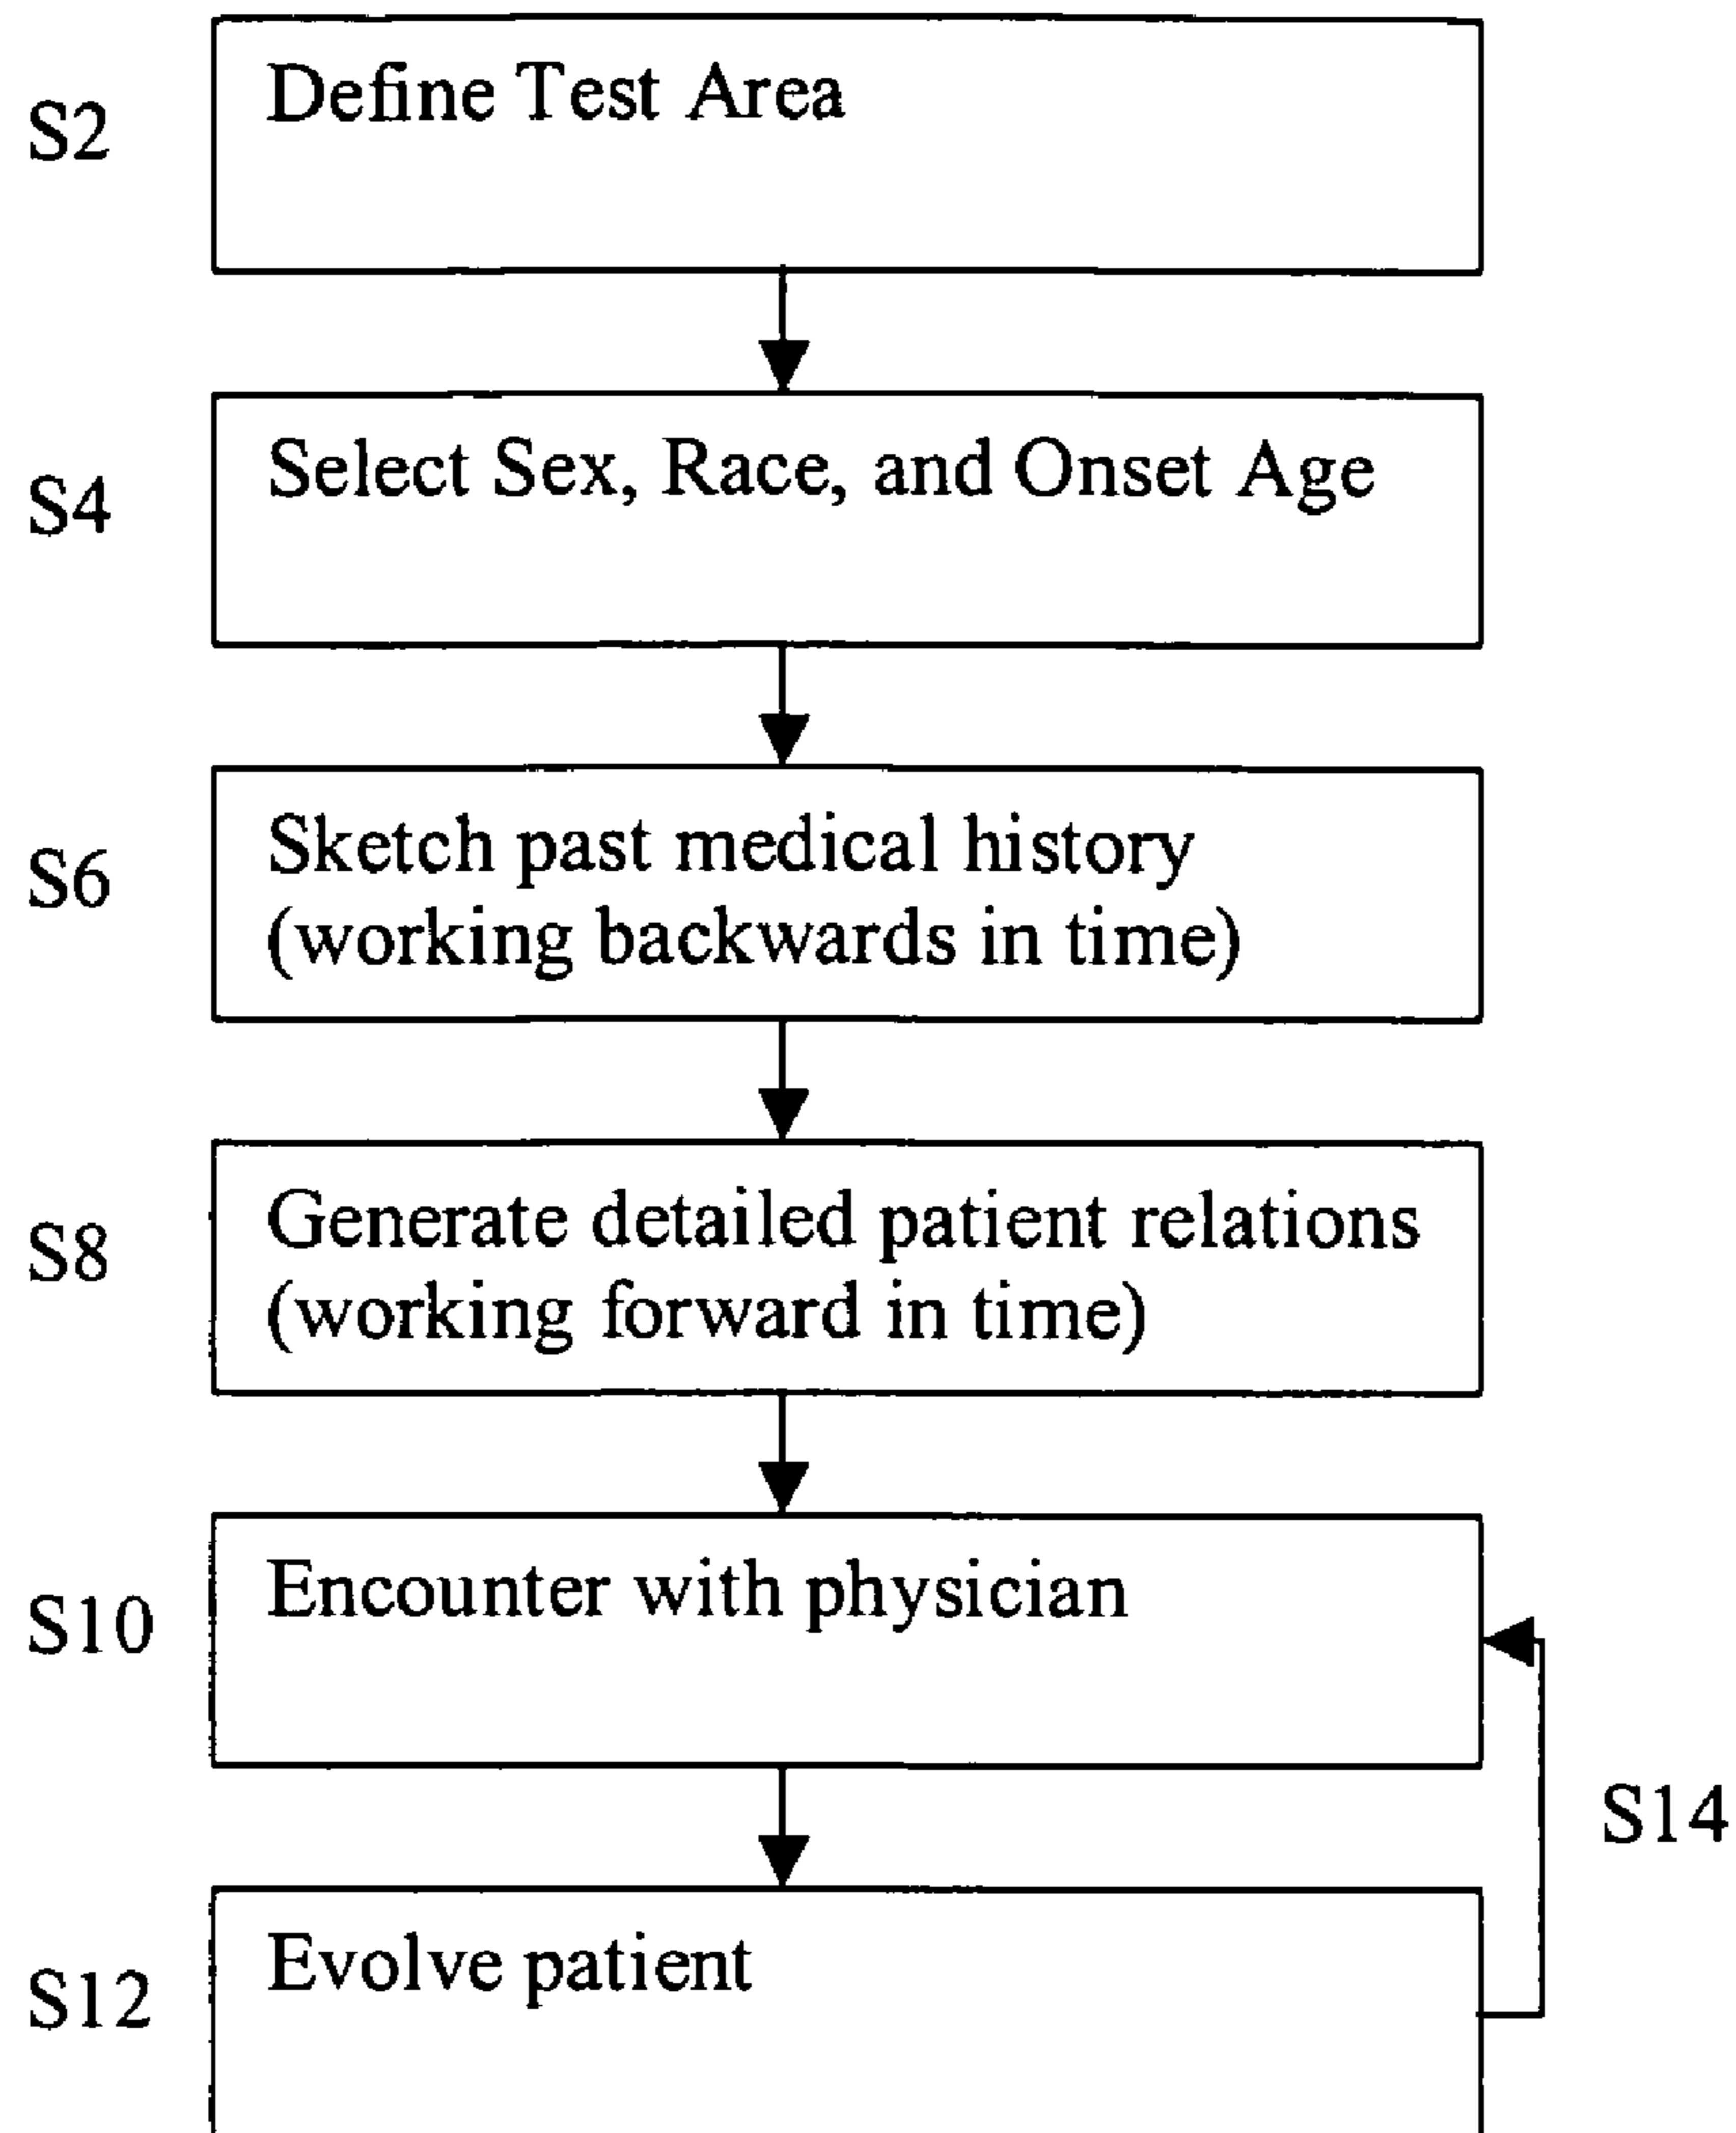 S2
Define Test Area
S4
Select Sex, Race, and Onset Age
S6
Sketch past medical history
(working backwards in time)
S8
Generate detailed patient relations
(working forward in time)
S10
Encounter with physician
S14
S12
Evolve patient